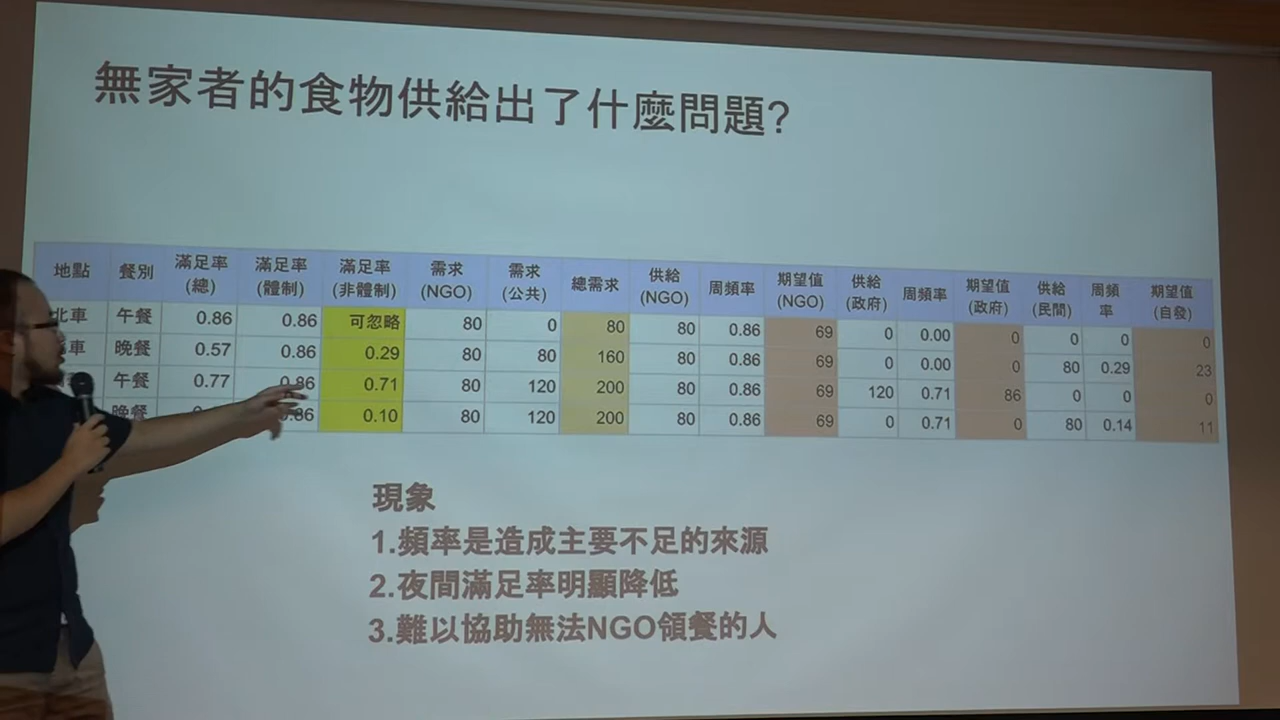 無家者的食物供給出了什麼問題?
地點 餐別 滿足率(總) 滿足率(體制) 滿足率(非體制) 需求(NGO) 需求(公共) 總需求 供給(NGO) 周頻率 期望值(NGO) 供給(政府) 周頻率 期望值(政府) 供給(民間) 周頻率 期望值(自發)
北車 午餐 0.86 0.86 可忽略 80 0 80 80 0.86 69 0 0.00 0 0 0 0
車 晚餐 0.57 0.86 0.29 80 80 160 80 0.86 69 0 0.00 0 80 0.29 23
午餐 0.77 0.86 0.71 80 120 200 80 0.86 69 120 0.71 86 0 0 0
晚餐 0.86 0.10 80 120 200 80 0.86 69 0 0.71 0 80 0.14 11
現象
1.頻率是造成主要不足的來源
2.夜間滿足率明顯降低
3.難以協助無法NGO領餐的人